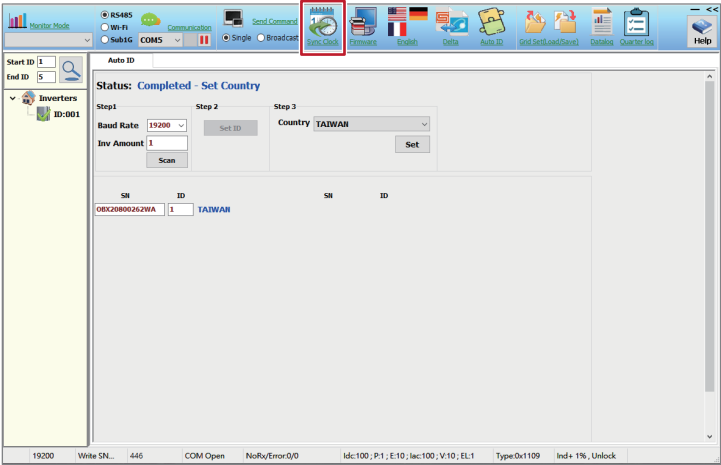 Monitor Mode
RS485
Wi-Fi
Sub1G
COM5
Communication
Send Command
Single
Broadcast
Sync Clock
Firmware
English
Delta
Auto ID
Grid Set(Load/Save)
Datalog
Quarter log
— <<
Help
Start ID 1
End ID 5
Inverters
ID:001
Auto ID
Status: Completed - Set Country
Step1
Baud Rate 19200
Inv Amount 1
Scan
Step 2
Set ID
Step 3
Country TAIWAN
Set
SN ID SN ID
0BX20800262WA 1 TAIWAN
19200 Write SN... 446 COM Open NoRx/Error:0/0 Idc:100 ; P:1 ; E:10 ; Iac:100 ; V:10 ; EL:1 Type:0x1109 Ind+ 1% , Unlock